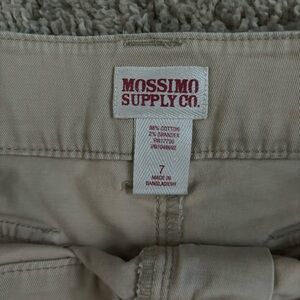 MOSSIMO
SUPPLY CO.
98% COTTON
2% SPANDEX
7
MADE IN
BANGLADESH